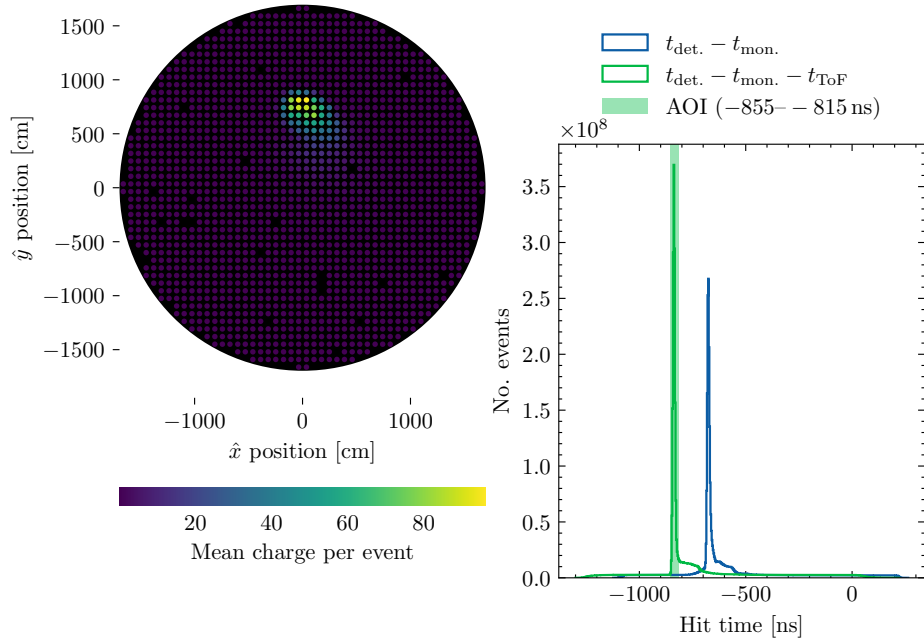 1500
1000
500
0
−500
−1000
−1500
ŷ position [cm]
−1000 0 1000
x̂ position [cm]
20 40 60 80
Mean charge per event
t_det. − t_mon.
t_det. − t_mon. − t_ToF
AOI (−855– − 815 ns)
×10⁸
3.5
3.0
2.5
2.0
1.5
1.0
0.5
0.0
No. events
−1000 −500 0
Hit time [ns]